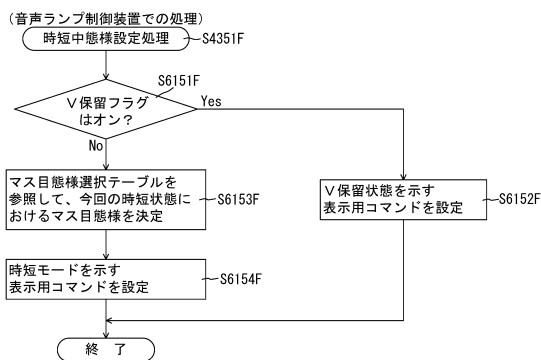 (音声ランプ制御装置での処理)
時短中態様設定処理
S4351F
S6151F
V保留フラグ
はオン?
Yes
No
マス目態様選択テーブルを
参照して、今回の時短状態に
おけるマス目態様を決定
S6153F
V保留状態を示す
表示用コマンドを設定
S6152F
時短モードを示す
表示用コマンドを設定
S6154F
終 了